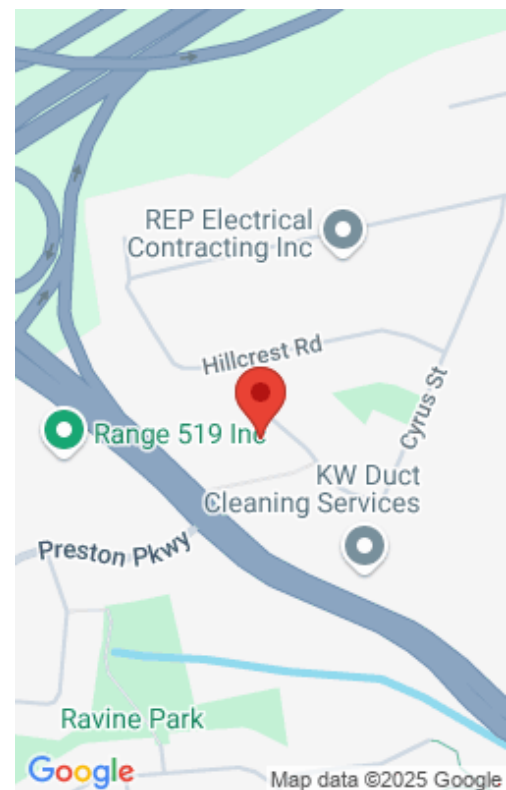 REP Electrical
Contracting Inc
Hillcrest Rd
Cyrus St
Range 519 Inc
KW Duct
Cleaning Services
Preston Pkwy
Ravine Park
Google
Map data ©2025 Google